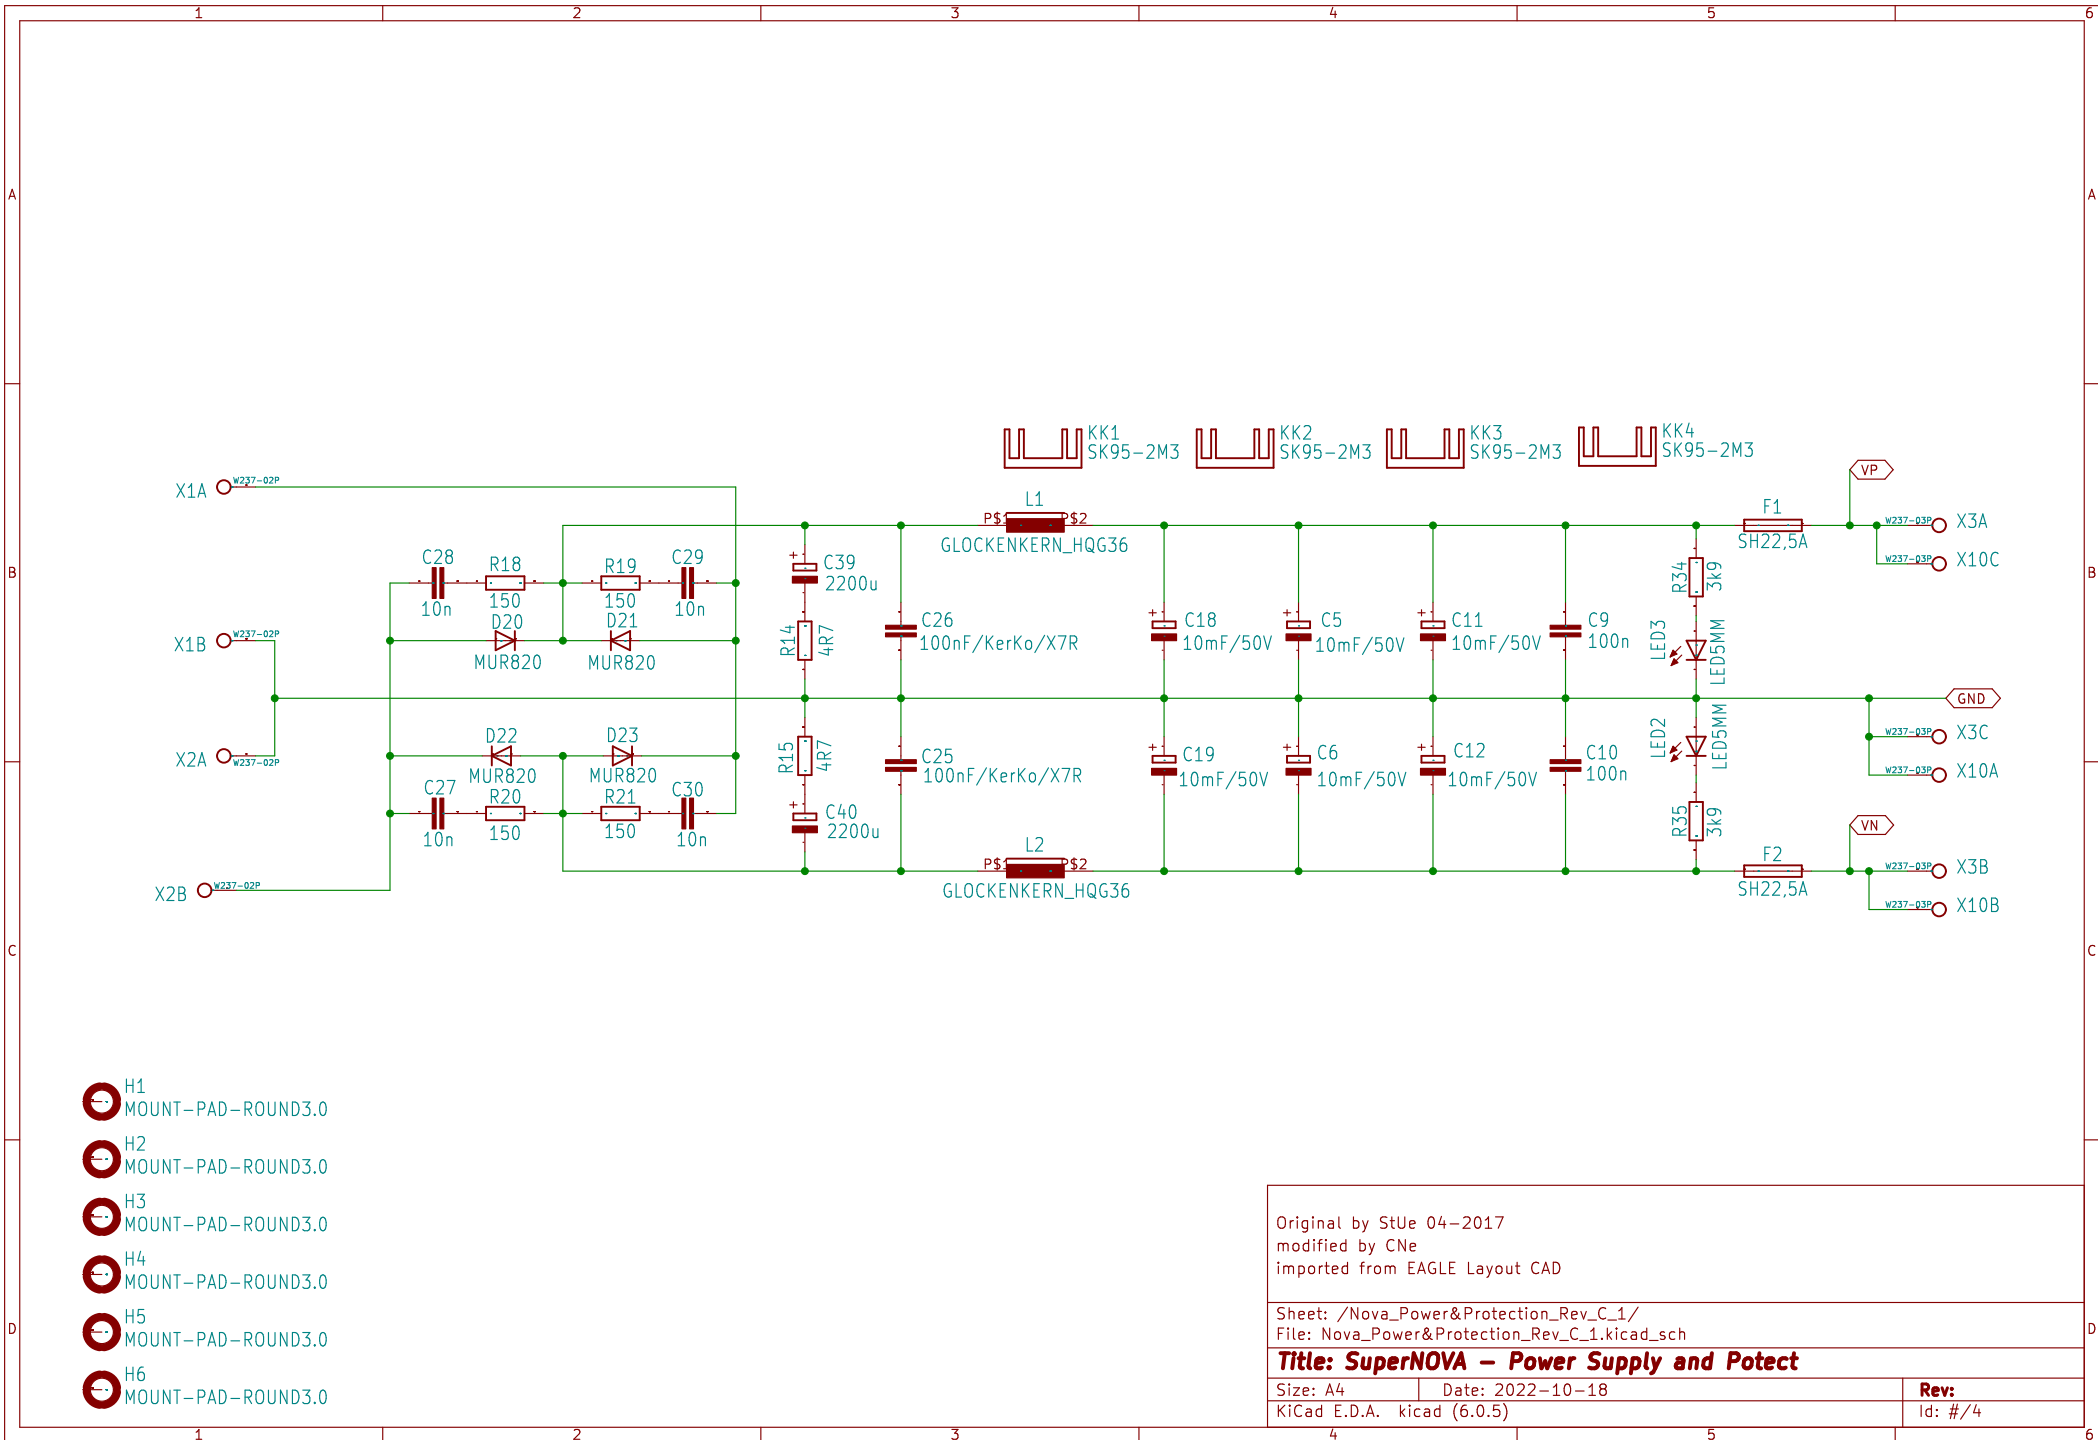 1 2 3 4 5 6
A A
KK1
SK95-2M3
KK2
SK95-2M3
KK3
SK95-2M3
KK4
SK95-2M3
VP
X1A W237-02P
L1
P$1 P$2
GLOCKENKERN_HQG36
F1
SH22,5A
W237-03P X3A
W237-03P X10C
B B
C28
10n
R18
150
R19
150
C29
10n
D20
MUR820
D21
MUR820
C39
2200u
R14
4R7
C26
100nF/KerKo/X7R
C18
10mF/50V
C5
10mF/50V
C11
10mF/50V
C9
100n
R34
3k9
LED3
LED5MM
X1B W237-02P
GND
X2A W237-02P
D22
MUR820
D23
MUR820
C27
10n
R20
150
R21
150
C30
10n
R15
4R7
C40
2200u
C25
100nF/KerKo/X7R
C19
10mF/50V
C6
10mF/50V
C12
10mF/50V
C10
100n
LED2
LED5MM
R35
3k9
W237-03P X3C
W237-03P X10A
VN
L2
P$1 P$2
GLOCKENKERN_HQG36
F2
SH22,5A
W237-03P X3B
W237-03P X10B
X2B W237-02P
C C
H1
MOUNT-PAD-ROUND3.0
H2
MOUNT-PAD-ROUND3.0
H3
MOUNT-PAD-ROUND3.0
H4
MOUNT-PAD-ROUND3.0
H5
MOUNT-PAD-ROUND3.0
H6
MOUNT-PAD-ROUND3.0
D D
Original by StUe 04-2017
modified by CNe
imported from EAGLE Layout CAD
Sheet: /Nova_Power&Protection_Rev_C_1/
File: Nova_Power&Protection_Rev_C_1.kicad_sch
Title: SuperNOVA – Power Supply and Potect
Size: A4 Date: 2022-10-18 Rev:
KiCad E.D.A. kicad (6.0.5) Id: #/4
1 2 3 4 5 6